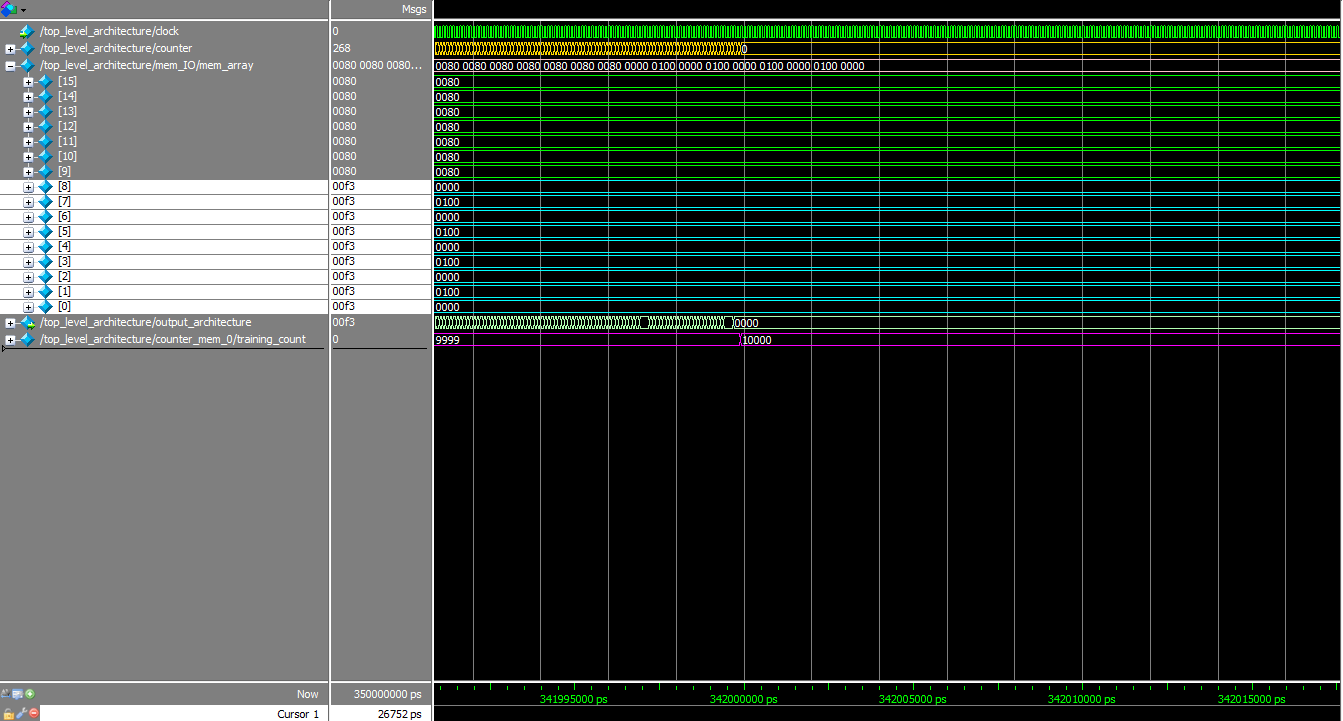 Msgs
/top_level_architecture/clock 0
/top_level_architecture/counter 268 0
/top_level_architecture/mem_IO/mem_array 0080 0080 0080... 0080 0080 0080 0080 0080 0080 0080 0000 0100 0000 0100 0000 0100 0000 0100 0000
[15] 0080 0080
[14] 0080 0080
[13] 0080 0080
[12] 0080 0080
[11] 0080 0080
[10] 0080 0080
[9] 0080 0080
[8] 00f3 0000
[7] 00f3 0100
[6] 00f3 0000
[5] 00f3 0100
[4] 00f3 0000
[3] 00f3 0100
[2] 00f3 0000
[1] 00f3 0100
[0] 00f3 0000
/top_level_architecture/output_architecture 00f3 0000
/top_level_architecture/counter_mem_0/training_count 0 9999 10000
Now 350000000 ps 341995000 ps 342000000 ps 342005000 ps 342010000 ps 342015000 ps
Cursor 1 26752 ps